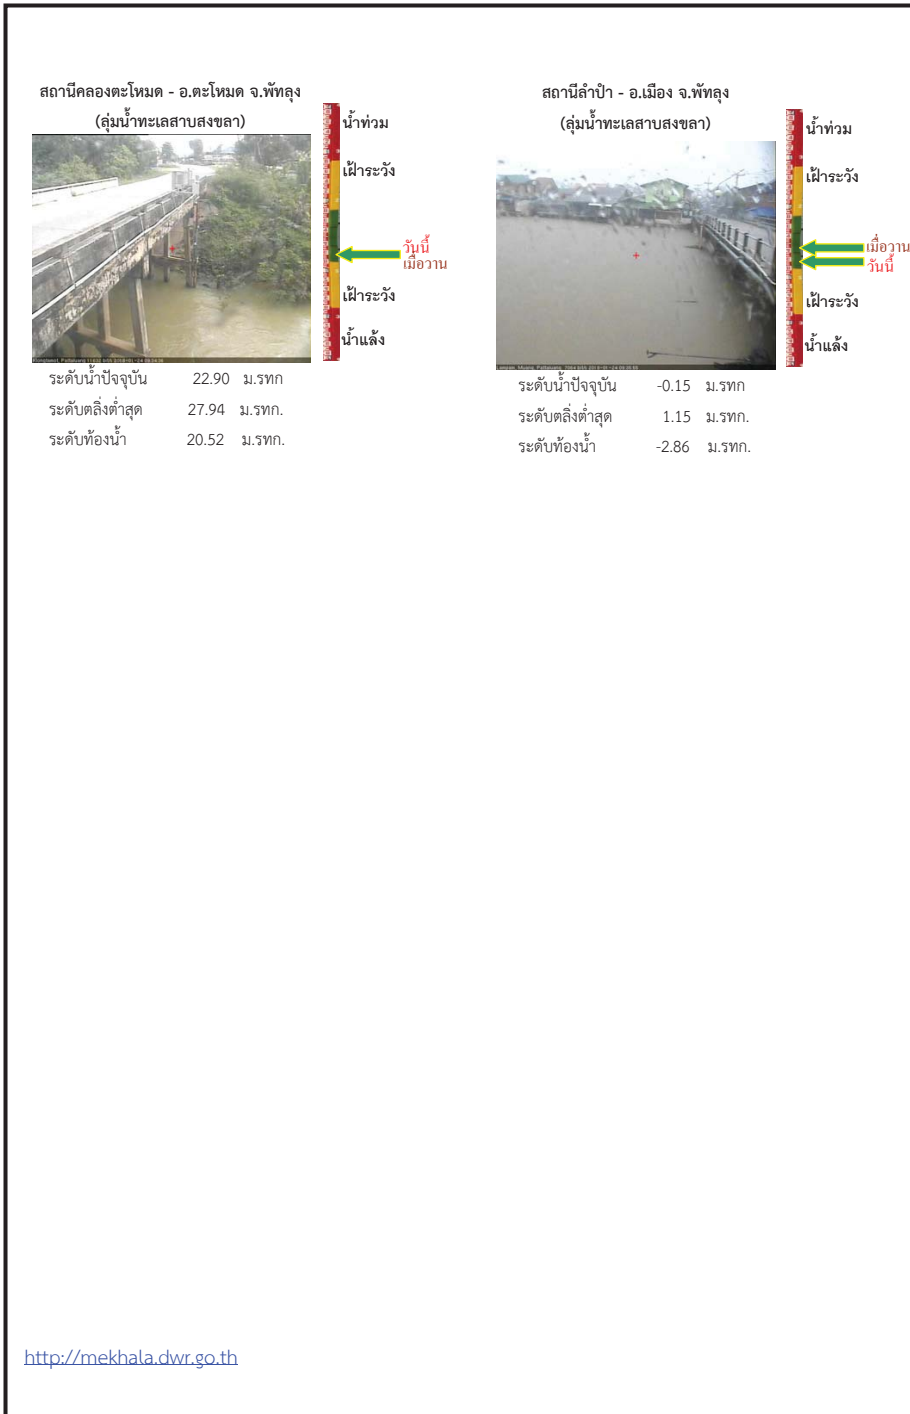 สถานีคลองตะโหมด - อ.ตะโหมด จ.พัทลุง
(ลุ่มน้ำทะเลสาบสงขลา)
น้ำท่วม
เฝ้าระวัง
วันนี้
เมื่อวาน
เฝ้าระวัง
น้ำแล้ง
ระดับน้ำปัจจุบัน 22.90 ม.รทก
ระดับตลิ่งต่ำสุด 27.94 ม.รทก.
ระดับท้องน้ำ 20.52 ม.รทก.
สถานีลำปำ - อ.เมือง จ.พัทลุง
(ลุ่มน้ำทะเลสาบสงขลา)
น้ำท่วม
เฝ้าระวัง
เมื่อวาน
วันนี้
เฝ้าระวัง
น้ำแล้ง
ระดับน้ำปัจจุบัน -0.15 ม.รทก
ระดับตลิ่งต่ำสุด 1.15 ม.รทก.
ระดับท้องน้ำ -2.86 ม.รทก.
http://mekhala.dwr.go.th